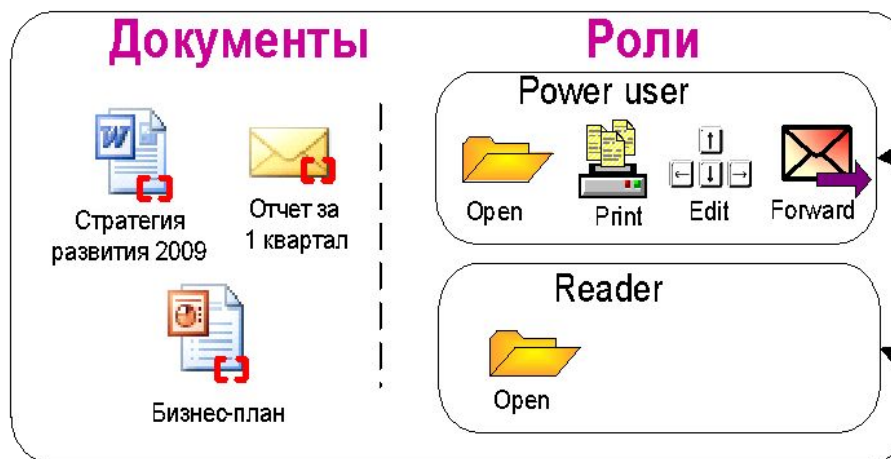 Документы
Роли
Power user
W
Open
Print
Edit
Forward
Стратегия
развития 2009
Отчет за
1 квартал
Reader
Open
Бизнес-план